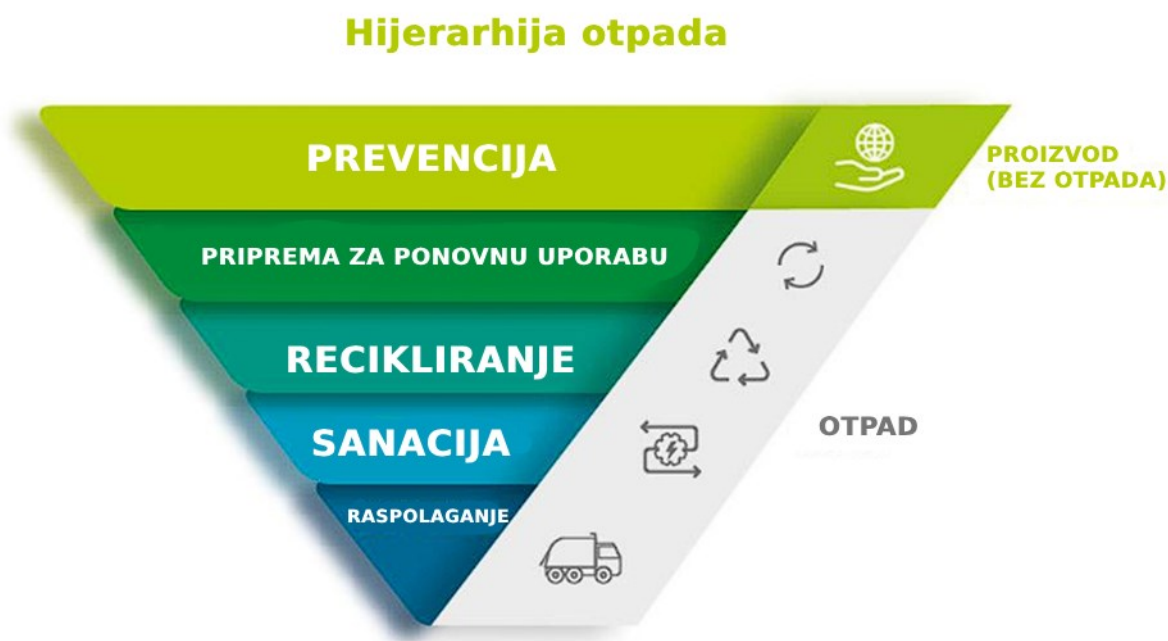 Hijerarhija otpada
PREVENCIJA
PROIZVOD
(BEZ OTPADA)
PRIPREMA ZA PONOVNU UPORABU
RECIKLIRANJE
OTPAD
SANACIJA
RASPOLAGANJE